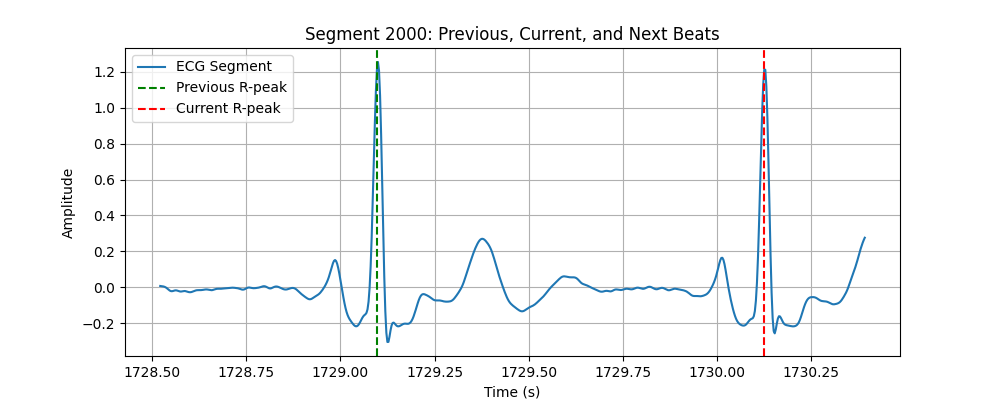 Segment 2000: Previous, Current, and Next Beats
ECG Segment
Previous R-peak
Current R-peak
1.2
1.0
0.8
0.6
0.4
0.2
0.0
−0.2
Amplitude
1728.50 1728.75 1729.00 1729.25 1729.50 1729.75 1730.00 1730.25
Time (s)